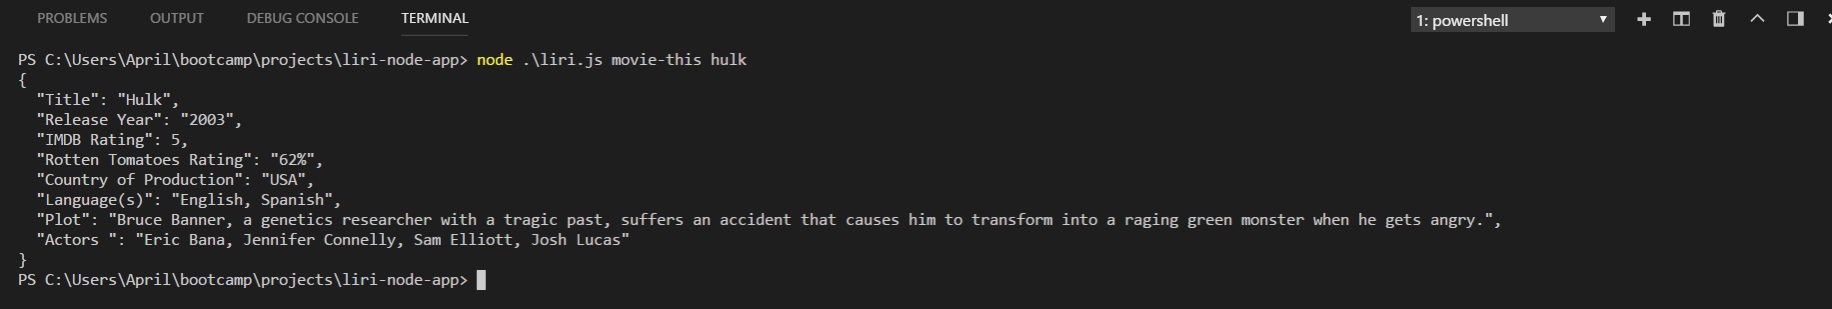 PROBLEMS OUTPUT DEBUG CONSOLE TERMINAL 1: powershell
PS C:\Users\April\bootcamp\projects\liri-node-app> node .\liri.js movie-this hulk
{
  "Title": "Hulk",
  "Release Year": "2003",
  "IMDB Rating": 5,
  "Rotten Tomatoes Rating": "62%",
  "Country of Production": "USA",
  "Language(s)": "English, Spanish",
  "Plot": "Bruce Banner, a genetics researcher with a tragic past, suffers an accident that causes him to transform into a raging green monster when he gets angry.",
  "Actors ": "Eric Bana, Jennifer Connelly, Sam Elliott, Josh Lucas"
}
PS C:\Users\April\bootcamp\projects\liri-node-app>